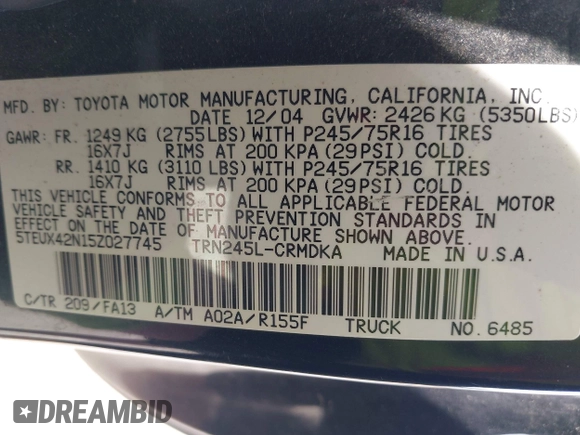 MFD. BY: TOYOTA MOTOR MANUFACTURING, CALIFORNIA, INC.
DATE 12/04 GVWR: 2426 KG (5350LBS)
GAWR: FR. 1249 KG (2755LBS) WITH P245/75R16 TIRES
16X7J RIMS AT 200 KPA (29PSI) COLD.
RR. 1410 KG (3110 LBS) WITH P245/75R16 TIRES
16X7J RIMS AT 200 KPA (29PSI) COLD.
THIS VEHICLE CONFORMS TO ALL APPLICABLE FEDERAL MOTOR
VEHICLE SAFETY AND THEFT PREVENTION STANDARDS IN
EFFECT ON THE DATE OF MANUFACTURE SHOWN ABOVE.
5TEUX42N15Z027745 TRN245L-CRMDKA MADE IN U.S.A.
C/TR 209/FA13 A/TM A02A/R155F TRUCK NO. 6485
DREAMBID